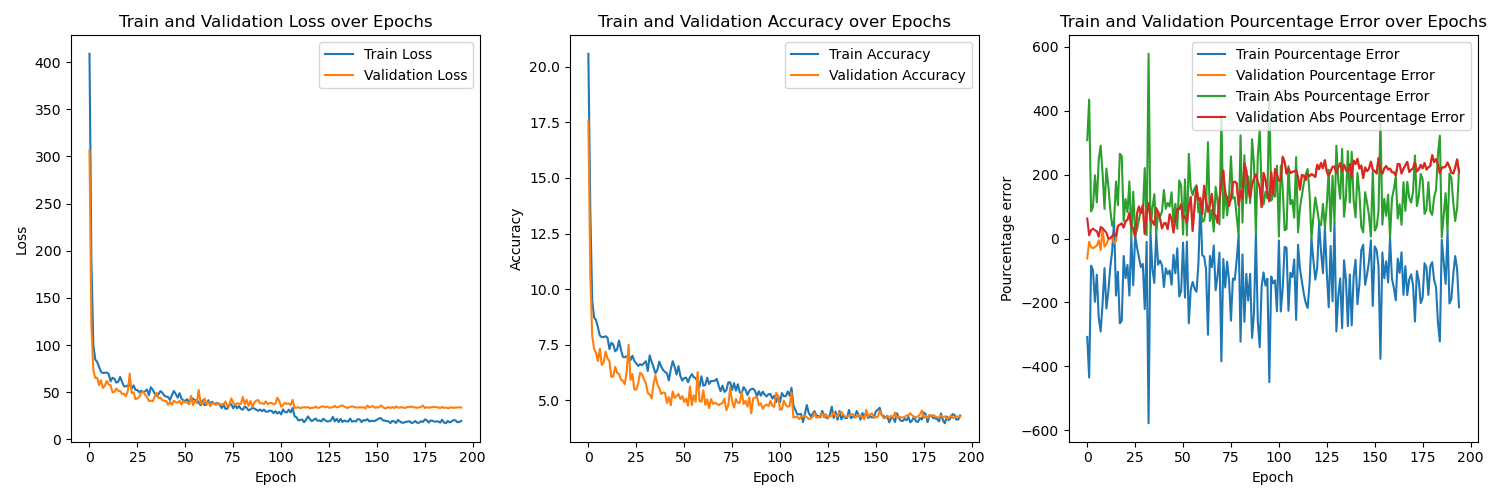 Train and Validation Loss over Epochs
Train Loss
Validation Loss
400
350
300
250
200
150
100
50
0
Loss
0
25
50
75
100
125
150
175
200
Epoch
Train and Validation Accuracy over Epochs
Train Accuracy
Validation Accuracy
20.0
17.5
15.0
12.5
10.0
7.5
5.0
Accuracy
0
25
50
75
100
125
150
175
200
Epoch
Train and Validation Pourcentage Error over Epochs
Train Pourcentage Error
Validation Pourcentage Error
Train Abs Pourcentage Error
Validation Abs Pourcentage Error
600
400
200
0
−200
−400
−600
Pourcentage error
0
25
50
75
100
125
150
175
200
Epoch